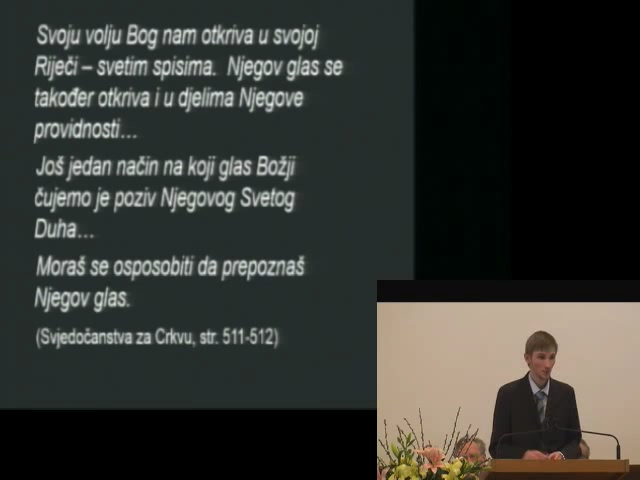 Svoju volju Bog nam otkriva u svojoj
Riječi – svetim spisima.  Njegov glas se
također otkriva i u djelima Njegove
providnosti…
Još jedan način na koji glas Božji
čujemo je poziv Njegovog Svetog
Duha…
Moraš se osposobiti da prepoznaš
Njegov glas.
(Svjedočanstva za Crkvu, str. 511-512)